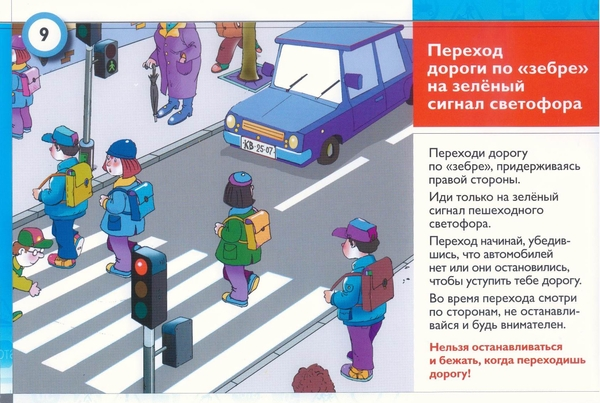 9
Переход
дороги по «зебре»
на зелёный
сигнал светофора
КВ 25-07
Переходи дорогу
по «зебре», придерживаясь
правой стороны.
Иди только на зелёный
сигнал пешеходного
светофора.
Переход начинай, убедив-
шись, что автомобилей
нет или они остановились,
чтобы уступить тебе дорогу.
Во время перехода смотри
по сторонам, не останавли-
вайся и будь внимателен.
Нельзя останавливаться
и бежать, когда переходишь
дорогу!